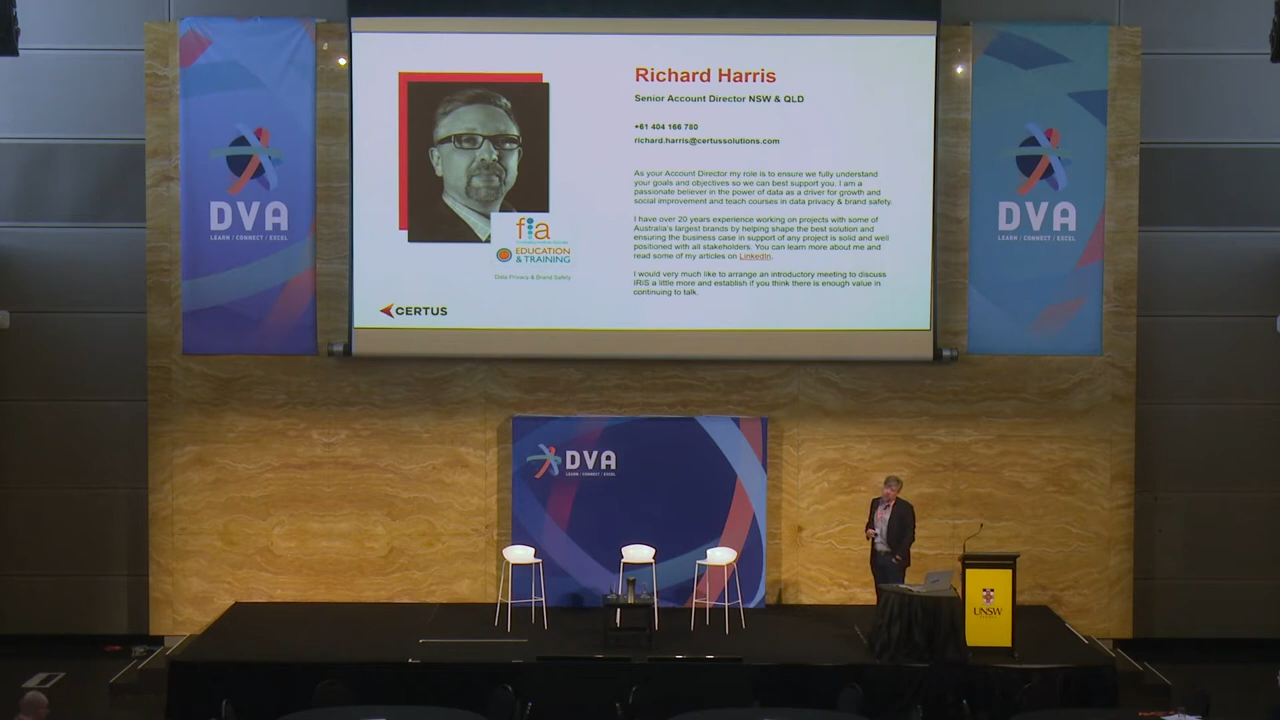 Richard Harris
Senior Account Director NSW & QLD
+61 404 166 780
richard.harris@certussolutions.com
As your Account Director my role is to ensure we fully understand
your goals and objectives so we can best support you. I am a
passionate believer in the power of data as a driver for growth and
social improvement and teach courses in data privacy & brand safety.
I have over 20 years experience working on projects with some of
Australia's largest brands by helping shape the best solution and
ensuring the business case in support of any project is solid and well
positioned with all stakeholders. You can learn more about me and
read some of my articles on LinkedIn.
I would very much like to arrange an introductory meeting to discuss
IRiS a little more and establish if you think there is enough value in
continuing to talk.
fia
EDUCATION
& TRAINING
Data Privacy & Brand Safety
CERTUS
DVA
LEARN / CONNECT / EXCEL
DVA
LEARN / CONNECT / EXCEL
DVA
LEARN / CONNECT / EXCEL
UNSW